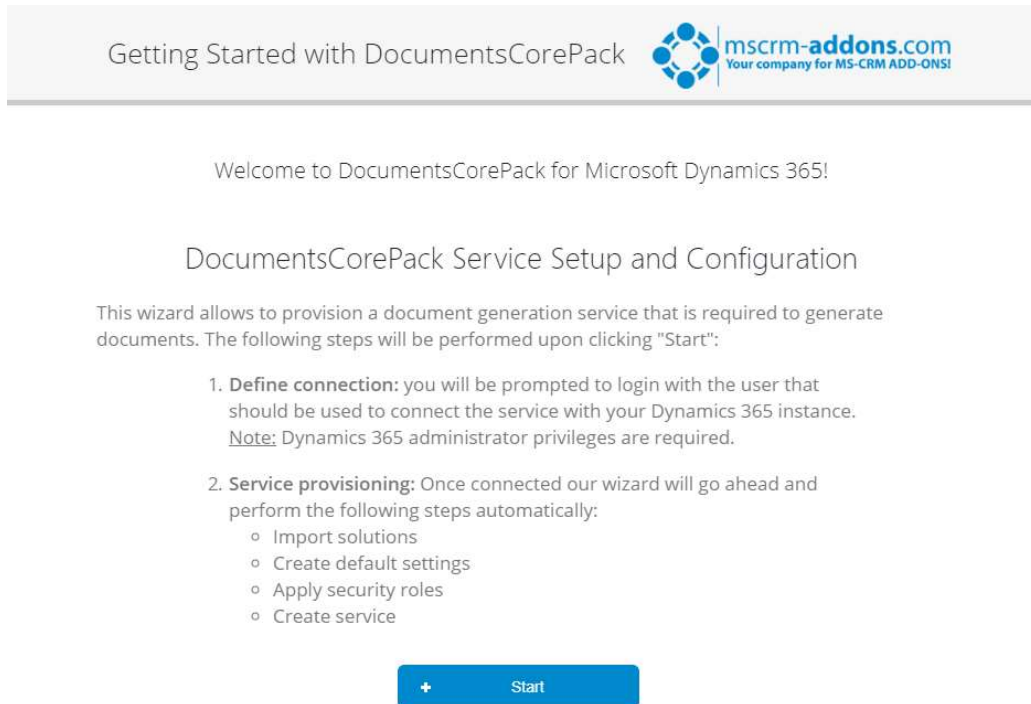 Getting Started with DocumentsCorePack
mscrm-addons.com
Your company for MS-CRM ADD-ONS!
Welcome to DocumentsCorePack for Microsoft Dynamics 365!
DocumentsCorePack Service Setup and Configuration
This wizard allows to provision a document generation service that is required to generate
documents. The following steps will be performed upon clicking "Start":
1. Define connection: you will be prompted to login with the user that
should be used to connect the service with your Dynamics 365 instance.
Note: Dynamics 365 administrator privileges are required.
2. Service provisioning: Once connected our wizard will go ahead and
perform the following steps automatically:
Import solutions
Create default settings
Apply security roles
Create service
Start